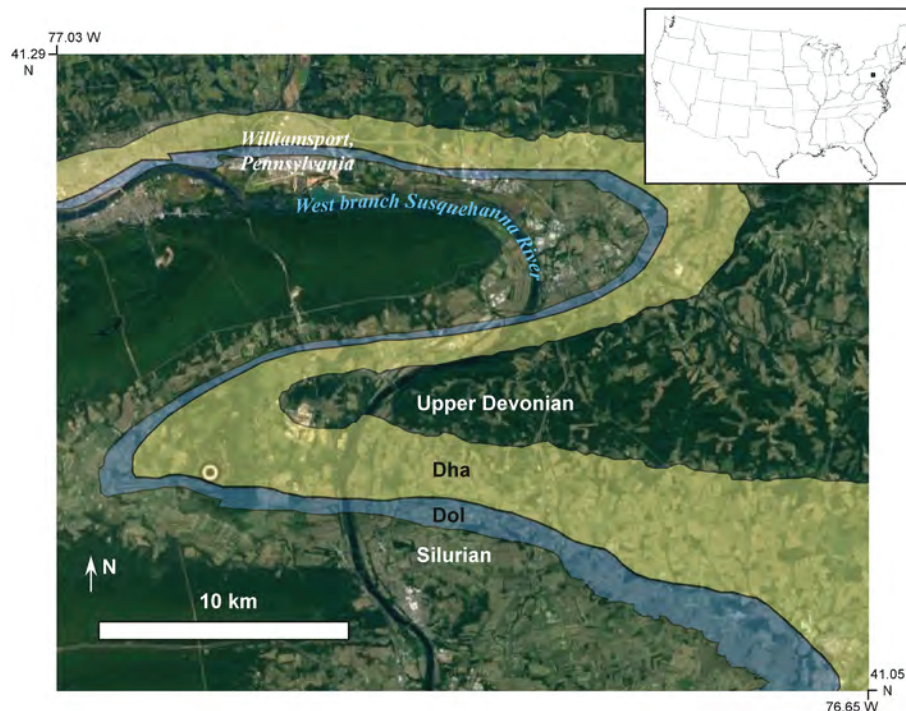 77.03 W
41.29
N
Williamsport,
Pennsylvania
West branch Susquehanna River
Upper Devonian
Dha
Dol
Silurian
N
10 km
41.05
N
76.65 W